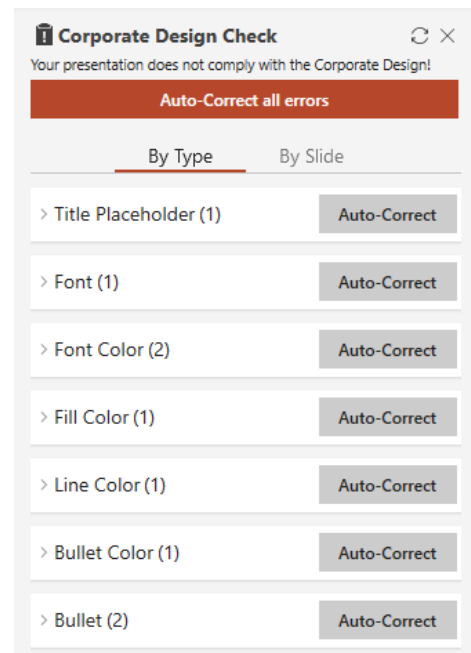 Corporate Design Check
Your presentation does not comply with the Corporate Design!
Auto-Correct all errors
By Type By Slide
Title Placeholder (1) Auto-Correct
Font (1) Auto-Correct
Font Color (2) Auto-Correct
Fill Color (1) Auto-Correct
Line Color (1) Auto-Correct
Bullet Color (1) Auto-Correct
Bullet (2) Auto-Correct